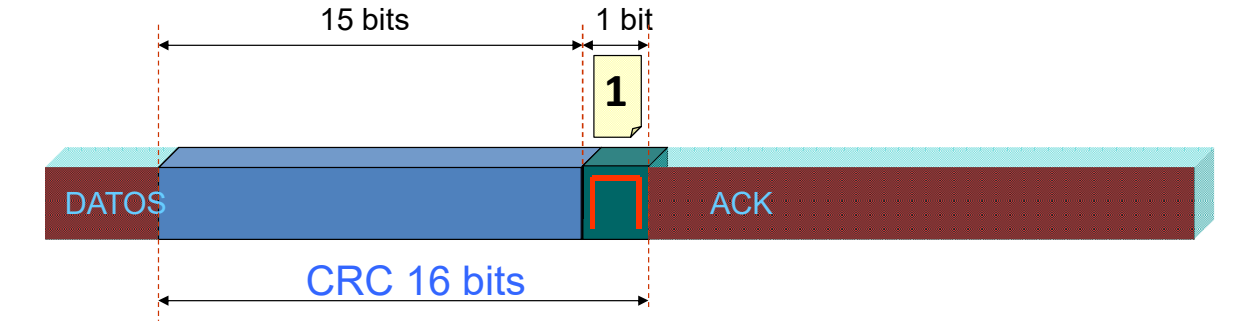 15 bits
1 bit
1
DATOS
ACK
CRC 16 bits